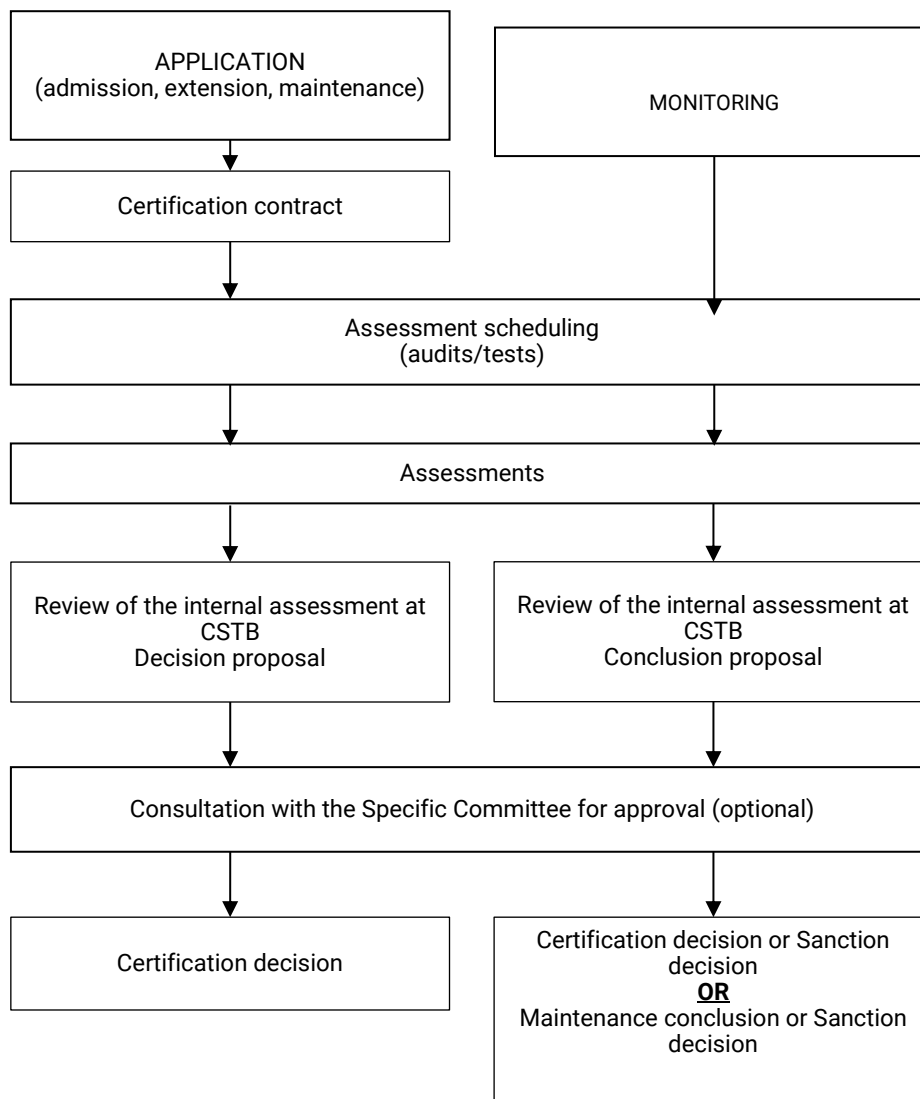 APPLICATION
(admission, extension, maintenance)
MONITORING
Certification contract
Assessment scheduling
(audits/tests)
Assessments
Review of the internal assessment at
CSTB
Decision proposal
Review of the internal assessment at
CSTB
Conclusion proposal
Consultation with the Specific Committee for approval (optional)
Certification decision
Certification decision or Sanction
decision
OR
Maintenance conclusion or Sanction
decision